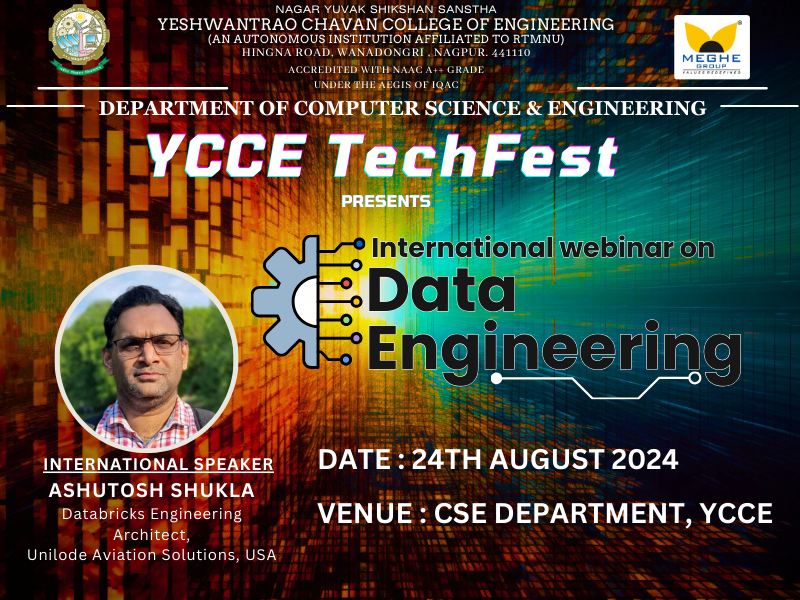 NAGAR YUVAK SHIKSHAN SANSTHA
YESHWANTRAO CHAVAN COLLEGE OF ENGINEERING
(AN AUTONOMOUS INSTITUTION AFFILIATED TO RTMNU)
HINGNA ROAD, WANADONGRI , NAGPUR. 441110
ACCREDITED WITH NAAC A++ GRADE
UNDER THE AEGIS OF IQAC
MEGHE
GROUP
VALUES REDEFINED
DEPARTMENT OF COMPUTER SCIENCE & ENGINEERING
YCCE TechFest
PRESENTS
International webinar on
Data
Engineering
INTERNATIONAL SPEAKER
ASHUTOSH SHUKLA
Databricks Engineering
Architect,
Unilode Aviation Solutions, USA
DATE : 24TH AUGUST 2024
VENUE : CSE DEPARTMENT, YCCE